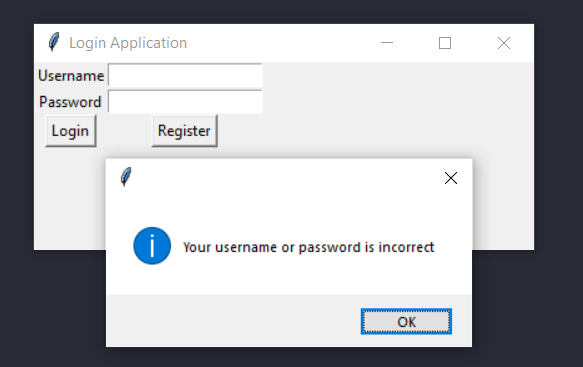 Login Application
Username
Password
Login Register
Your username or password is incorrect
OK